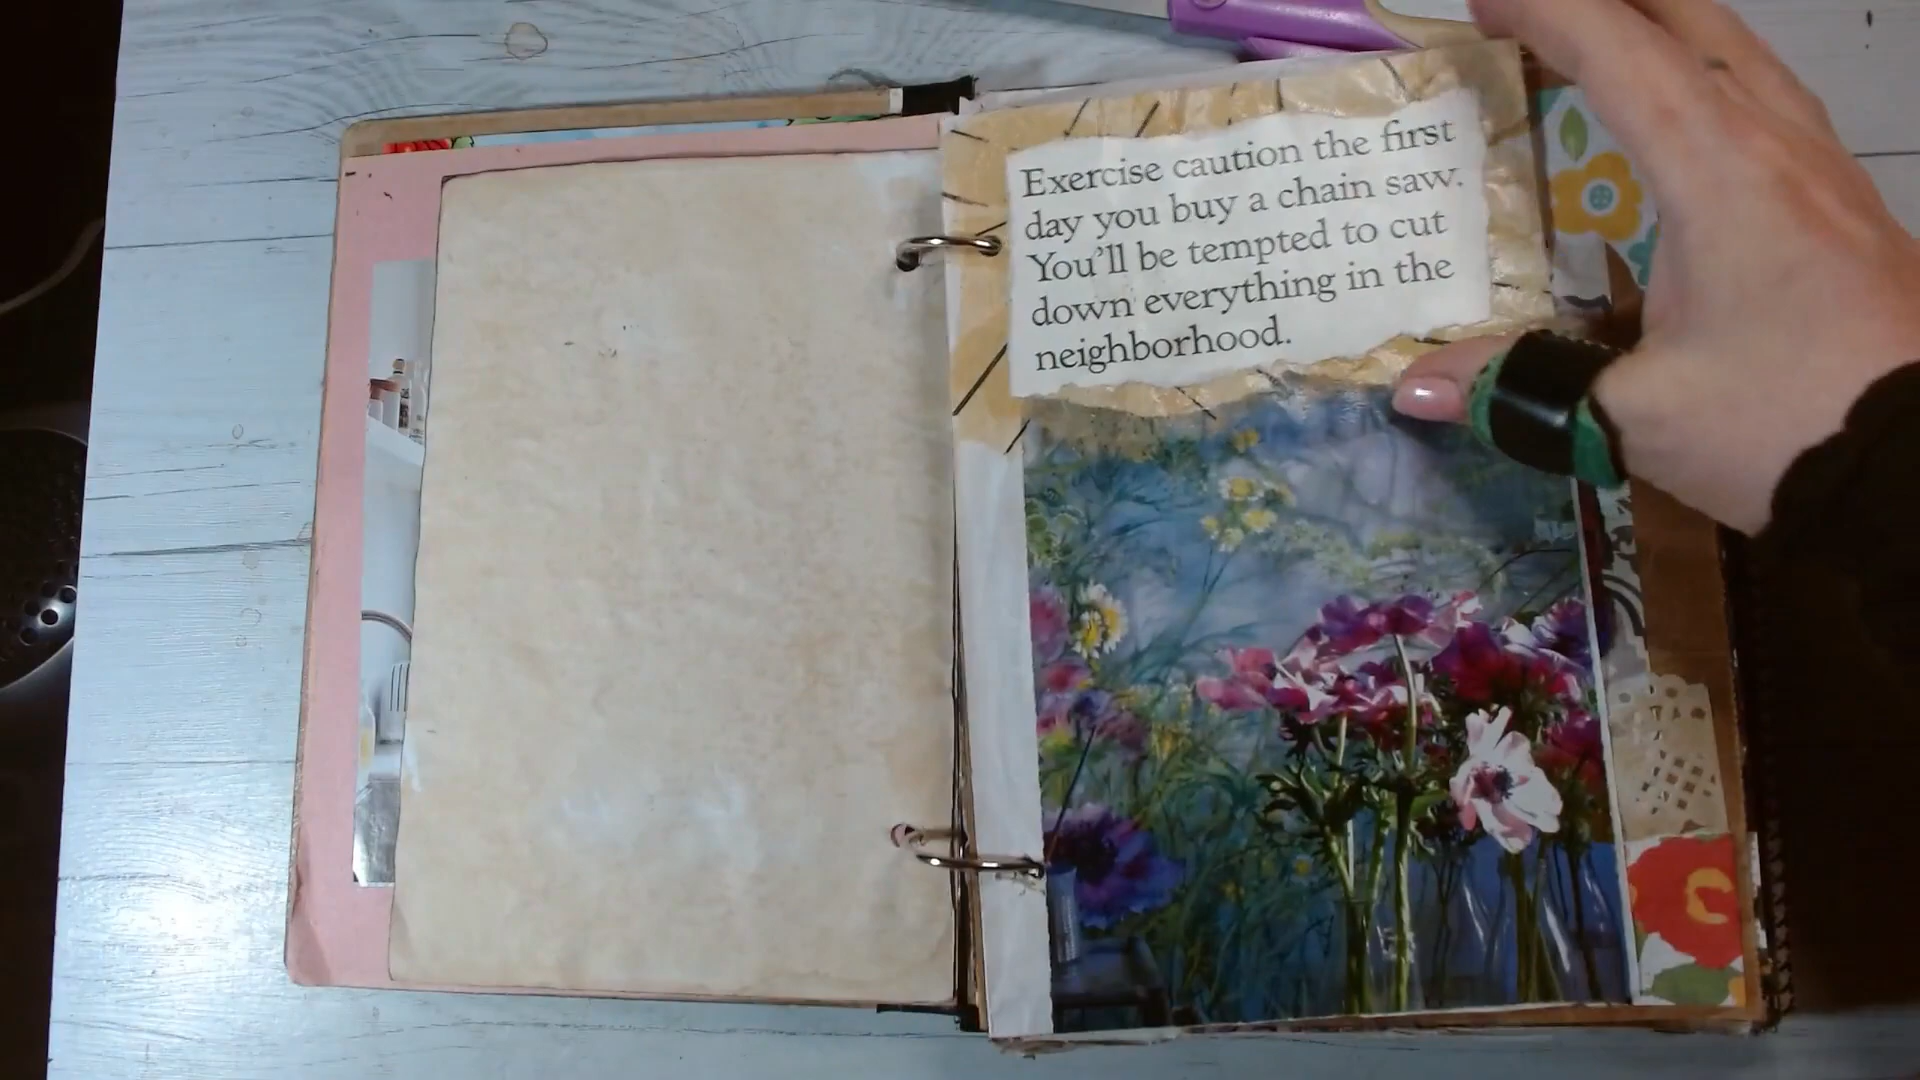 Exercise caution the first
day you buy a chain saw.
You'll be tempted to cut
down everything in the
neighborhood.